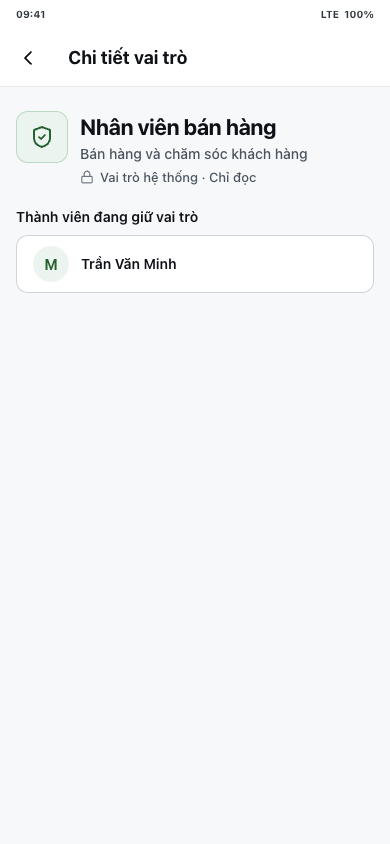 09:41 LTE 100%
Chi tiết vai trò
Nhân viên bán hàng
Bán hàng và chăm sóc khách hàng
Vai trò hệ thống · Chỉ đọc
Thành viên đang giữ vai trò
M Trần Văn Minh